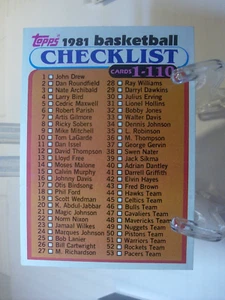 TOPPS 1981 basketball
CHECKLIST
CARDS 1-110
1 John Drew
2 Dan Roundfield
3 Nate Archibald
4 Larry Bird
5 Cedric Maxwell
6 Robert Parish
7 Artis Gilmore
8 Ricky Sobers
9 Mike Mitchell
10 Tom LaGarde
11 Dan Issel
12 David Thompson
13 Lloyd Free
14 Moses Malone
15 Calvin Murphy
16 Johnny Davis
17 Otis Birdsong
18 Phil Ford
19 Scott Wedman
20 K. Abdul-Jabbar
21 Magic Johnson
22 Norm Nixon
23 Jamaal Wilkes
24 Marques Johnson
25 Bob Lanier
26 Bill Cartwright
27 M. Richardson
28 Ray Williams
29 Darryl Dawkins
30 Julius Erving
31 Lionel Hollins
32 Bobby Jones
33 Walter Davis
34 Dennis Johnson
35 L. Robinson
36 M. Thompson
37 George Gervin
38 Swen Nater
39 Jack Sikma
40 Adrian Dantley
41 Darrell Griffith
42 Elvin Hayes
43 Fred Brown
44 Hawks Team
45 Celtics Team
46 Bulls Team
47 Cavaliers Team
48 Mavericks Team
49 Nuggets Team
50 Pistons Team
51 Warriors Team
52 Rockets Team
53 Pacers Team